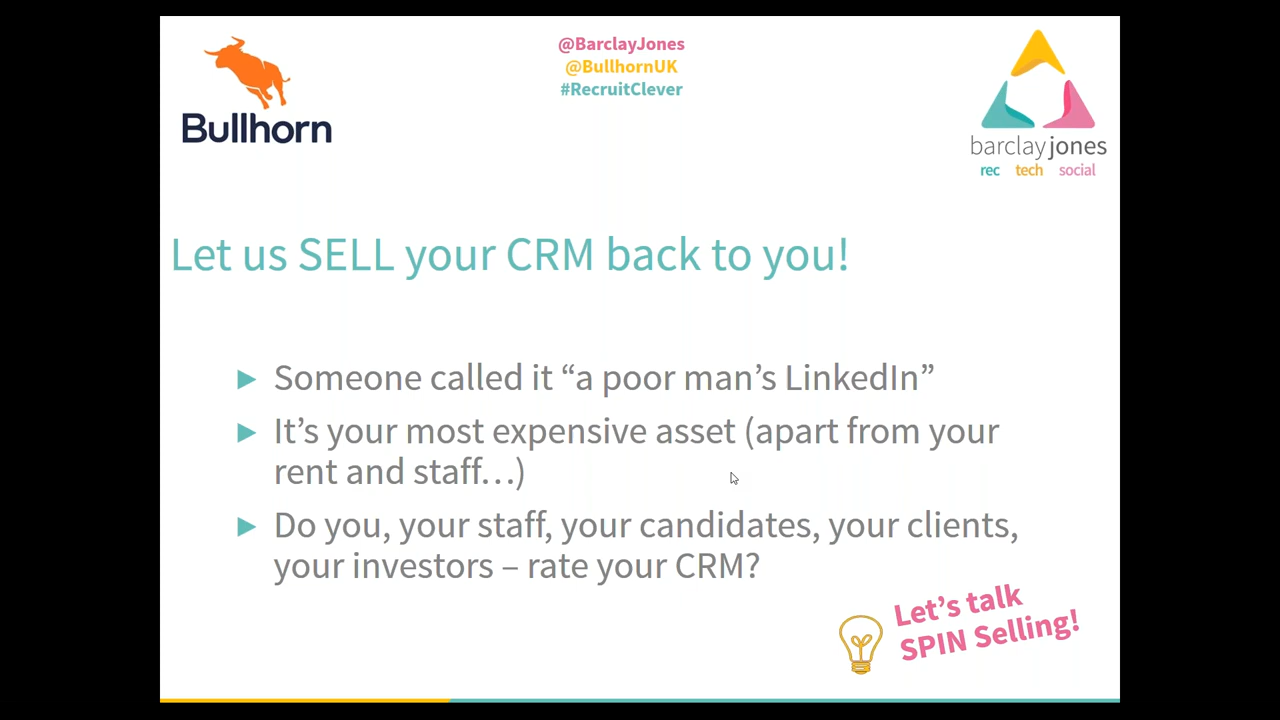 Bullhorn
@BarclayJones
@BullhornUK
#RecruitClever
barclayjones
rec tech social
Let us SELL your CRM back to you!
Someone called it “a poor man’s LinkedIn”
It’s your most expensive asset (apart from your
rent and staff…)
Do you, your staff, your candidates, your clients,
your investors – rate your CRM?
Let’s talk
SPIN Selling!